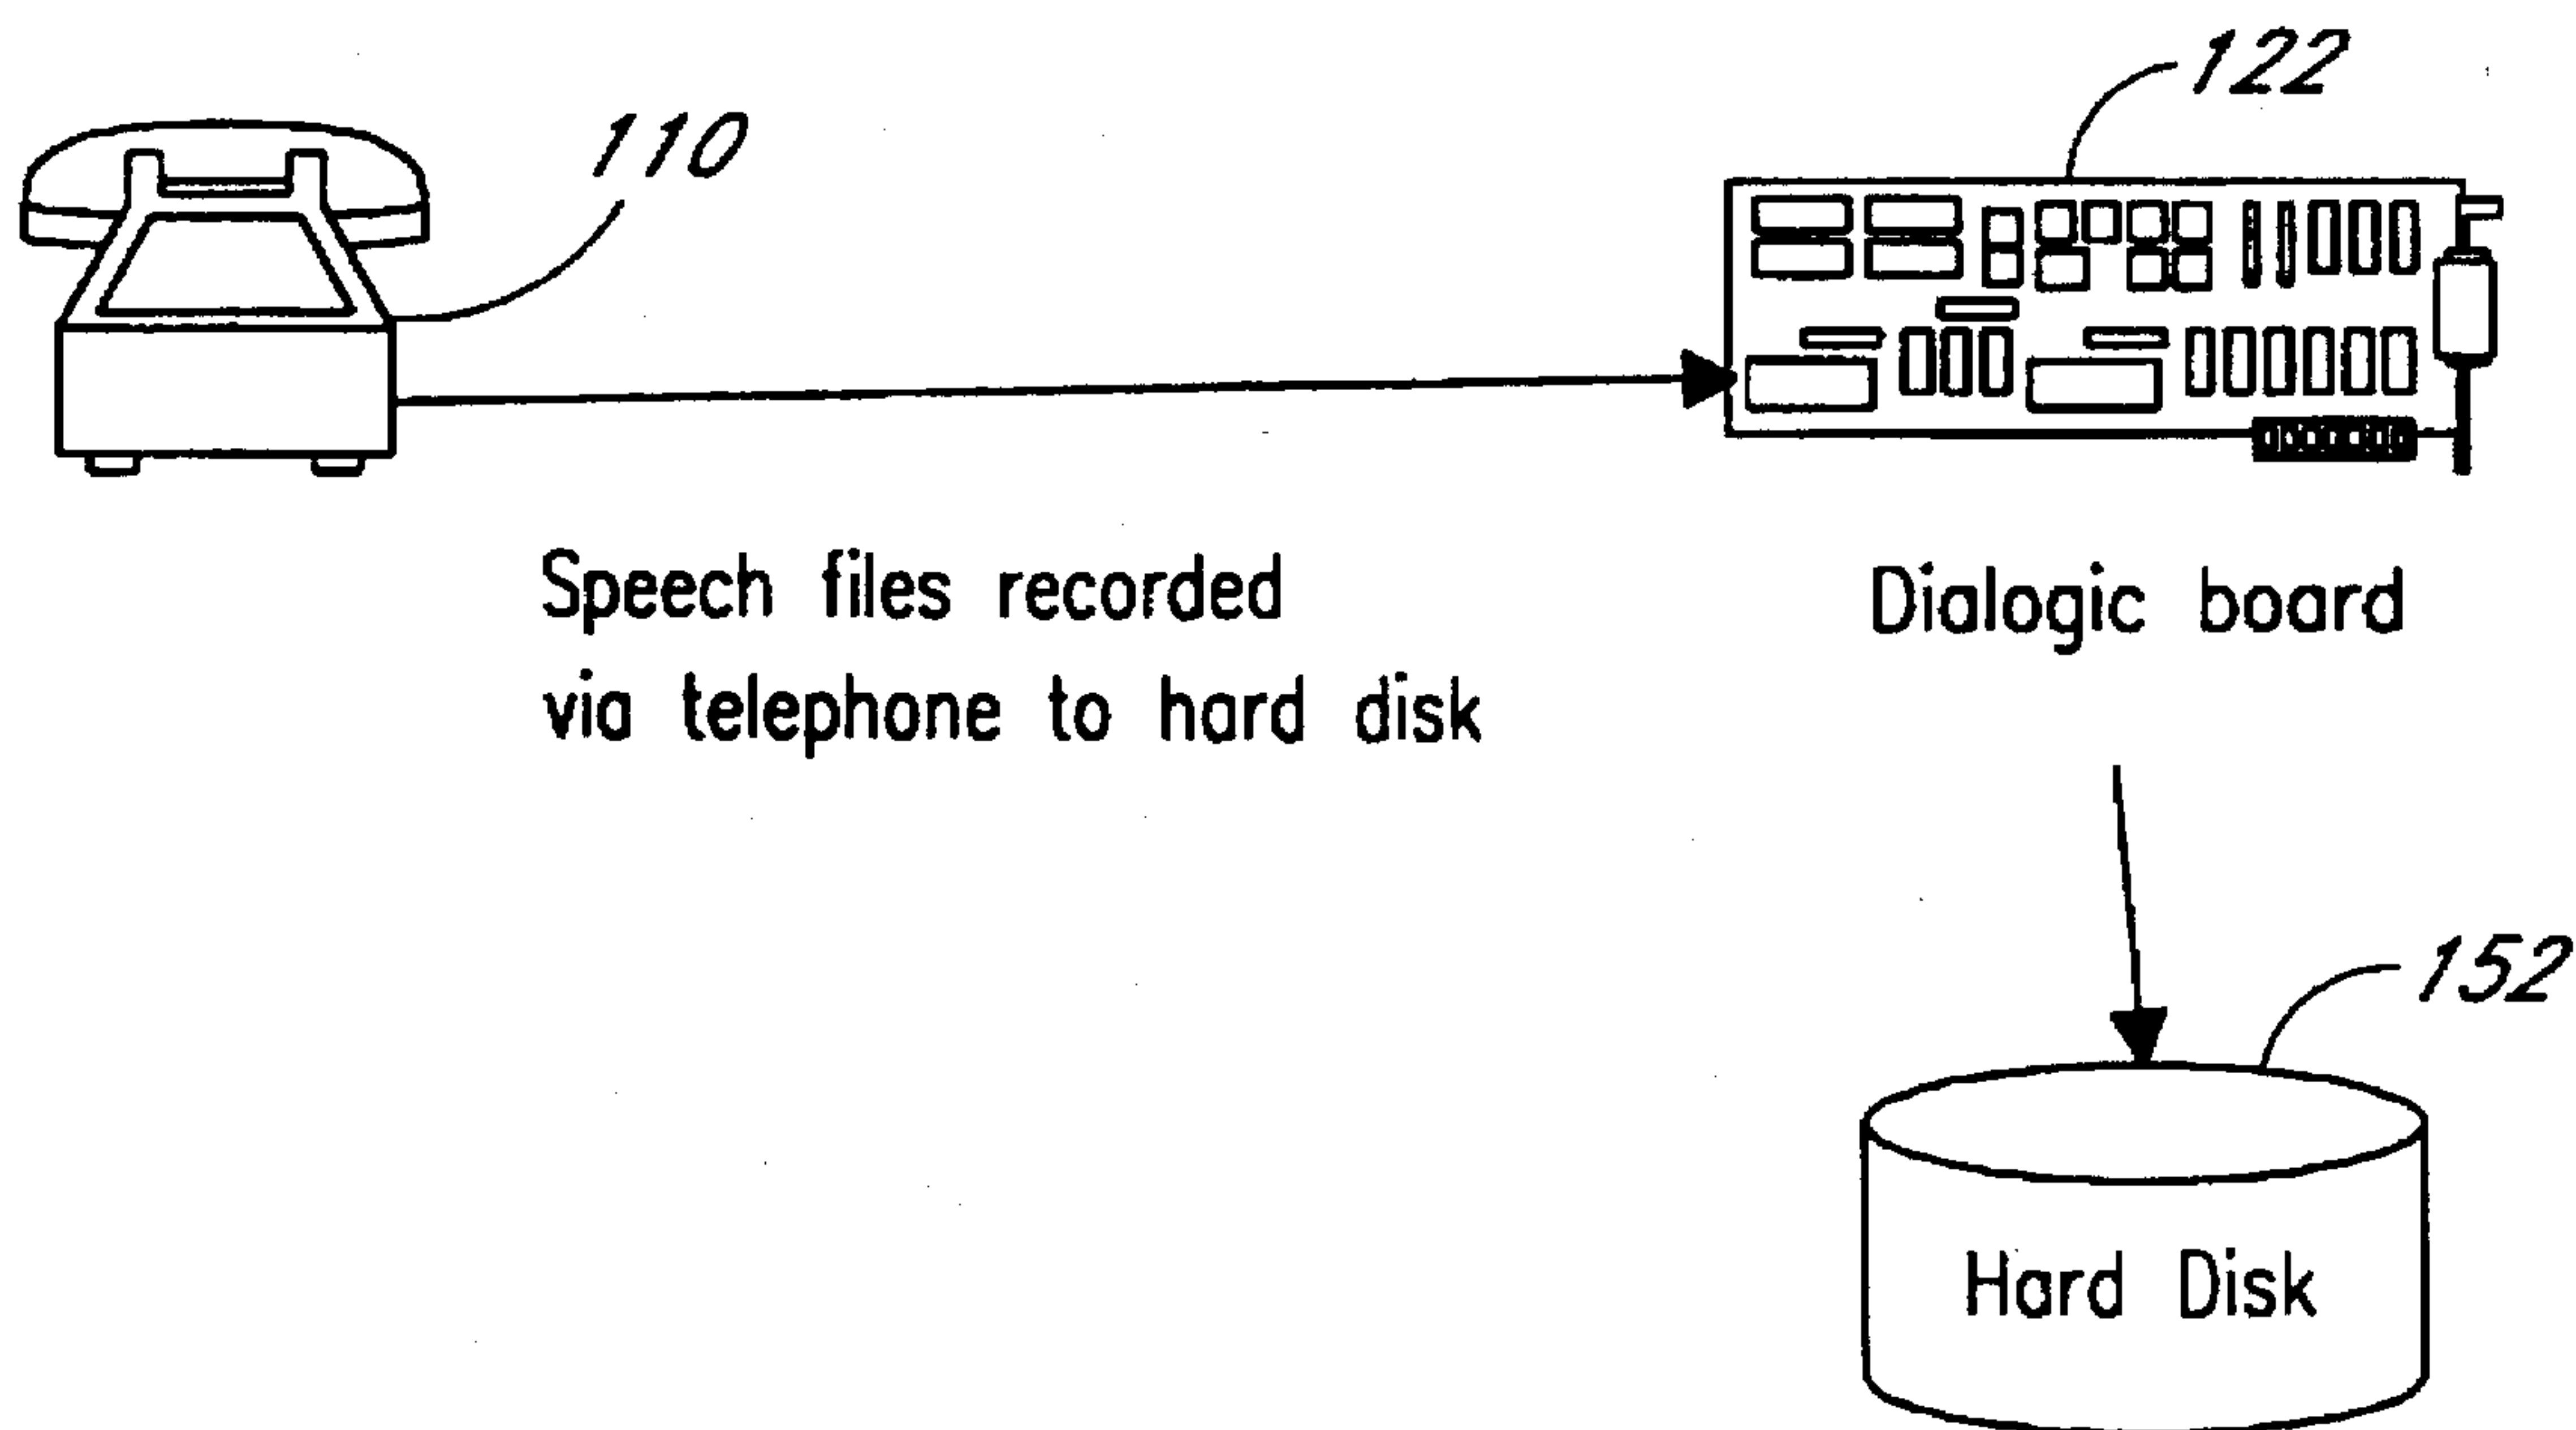 122
110
Speech files recorded
via telephone to hard disk
Dialogic board
152
Hard Disk